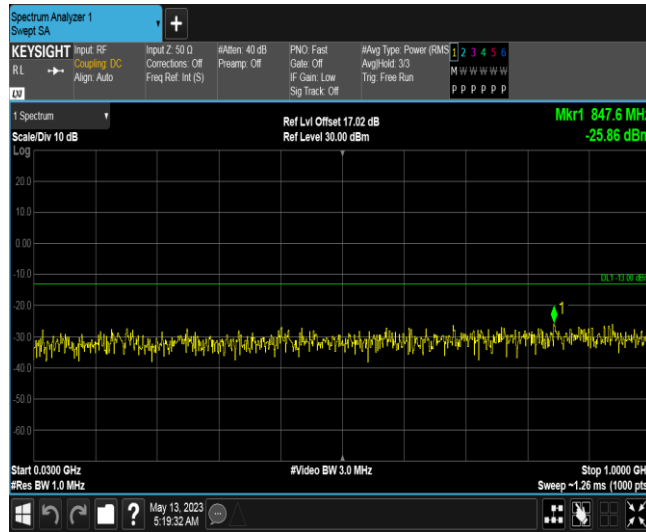 Spectrum Analyzer 1
Swept SA
+
KEYSIGHT
RL
LXI
Input: RF
Coupling: DC
Align: Auto
Input Z: 50 Ω
Corrections: Off
Freq Ref: Int (S)
#Atten: 40 dB
Preamp: Off
PNO: Fast
Gate: Off
IF Gain: Low
Sig Track: Off
#Avg Type: Power (RMS
Avg|Hold: 3/3
Trig: Free Run
1 2 3 4 5 6
M W W W W W
P P P P P P
1 Spectrum
Scale/Div 10 dB
Log
Ref Lvl Offset 17.02 dB
Ref Level 30.00 dBm
Mkr1 847.6 MHz
-25.86 dBm
20.0
10.0
0.00
-10.0
-20.0
-30.0
-40.0
-50.0
-60.0
DL1 -13.00 dBm
1
Start 0.0300 GHz
#Res BW 1.0 MHz
#Video BW 3.0 MHz
Stop 1.0000 GH
Sweep ~1.26 ms (1000 pts
?
May 13, 2023
5:19:32 AM